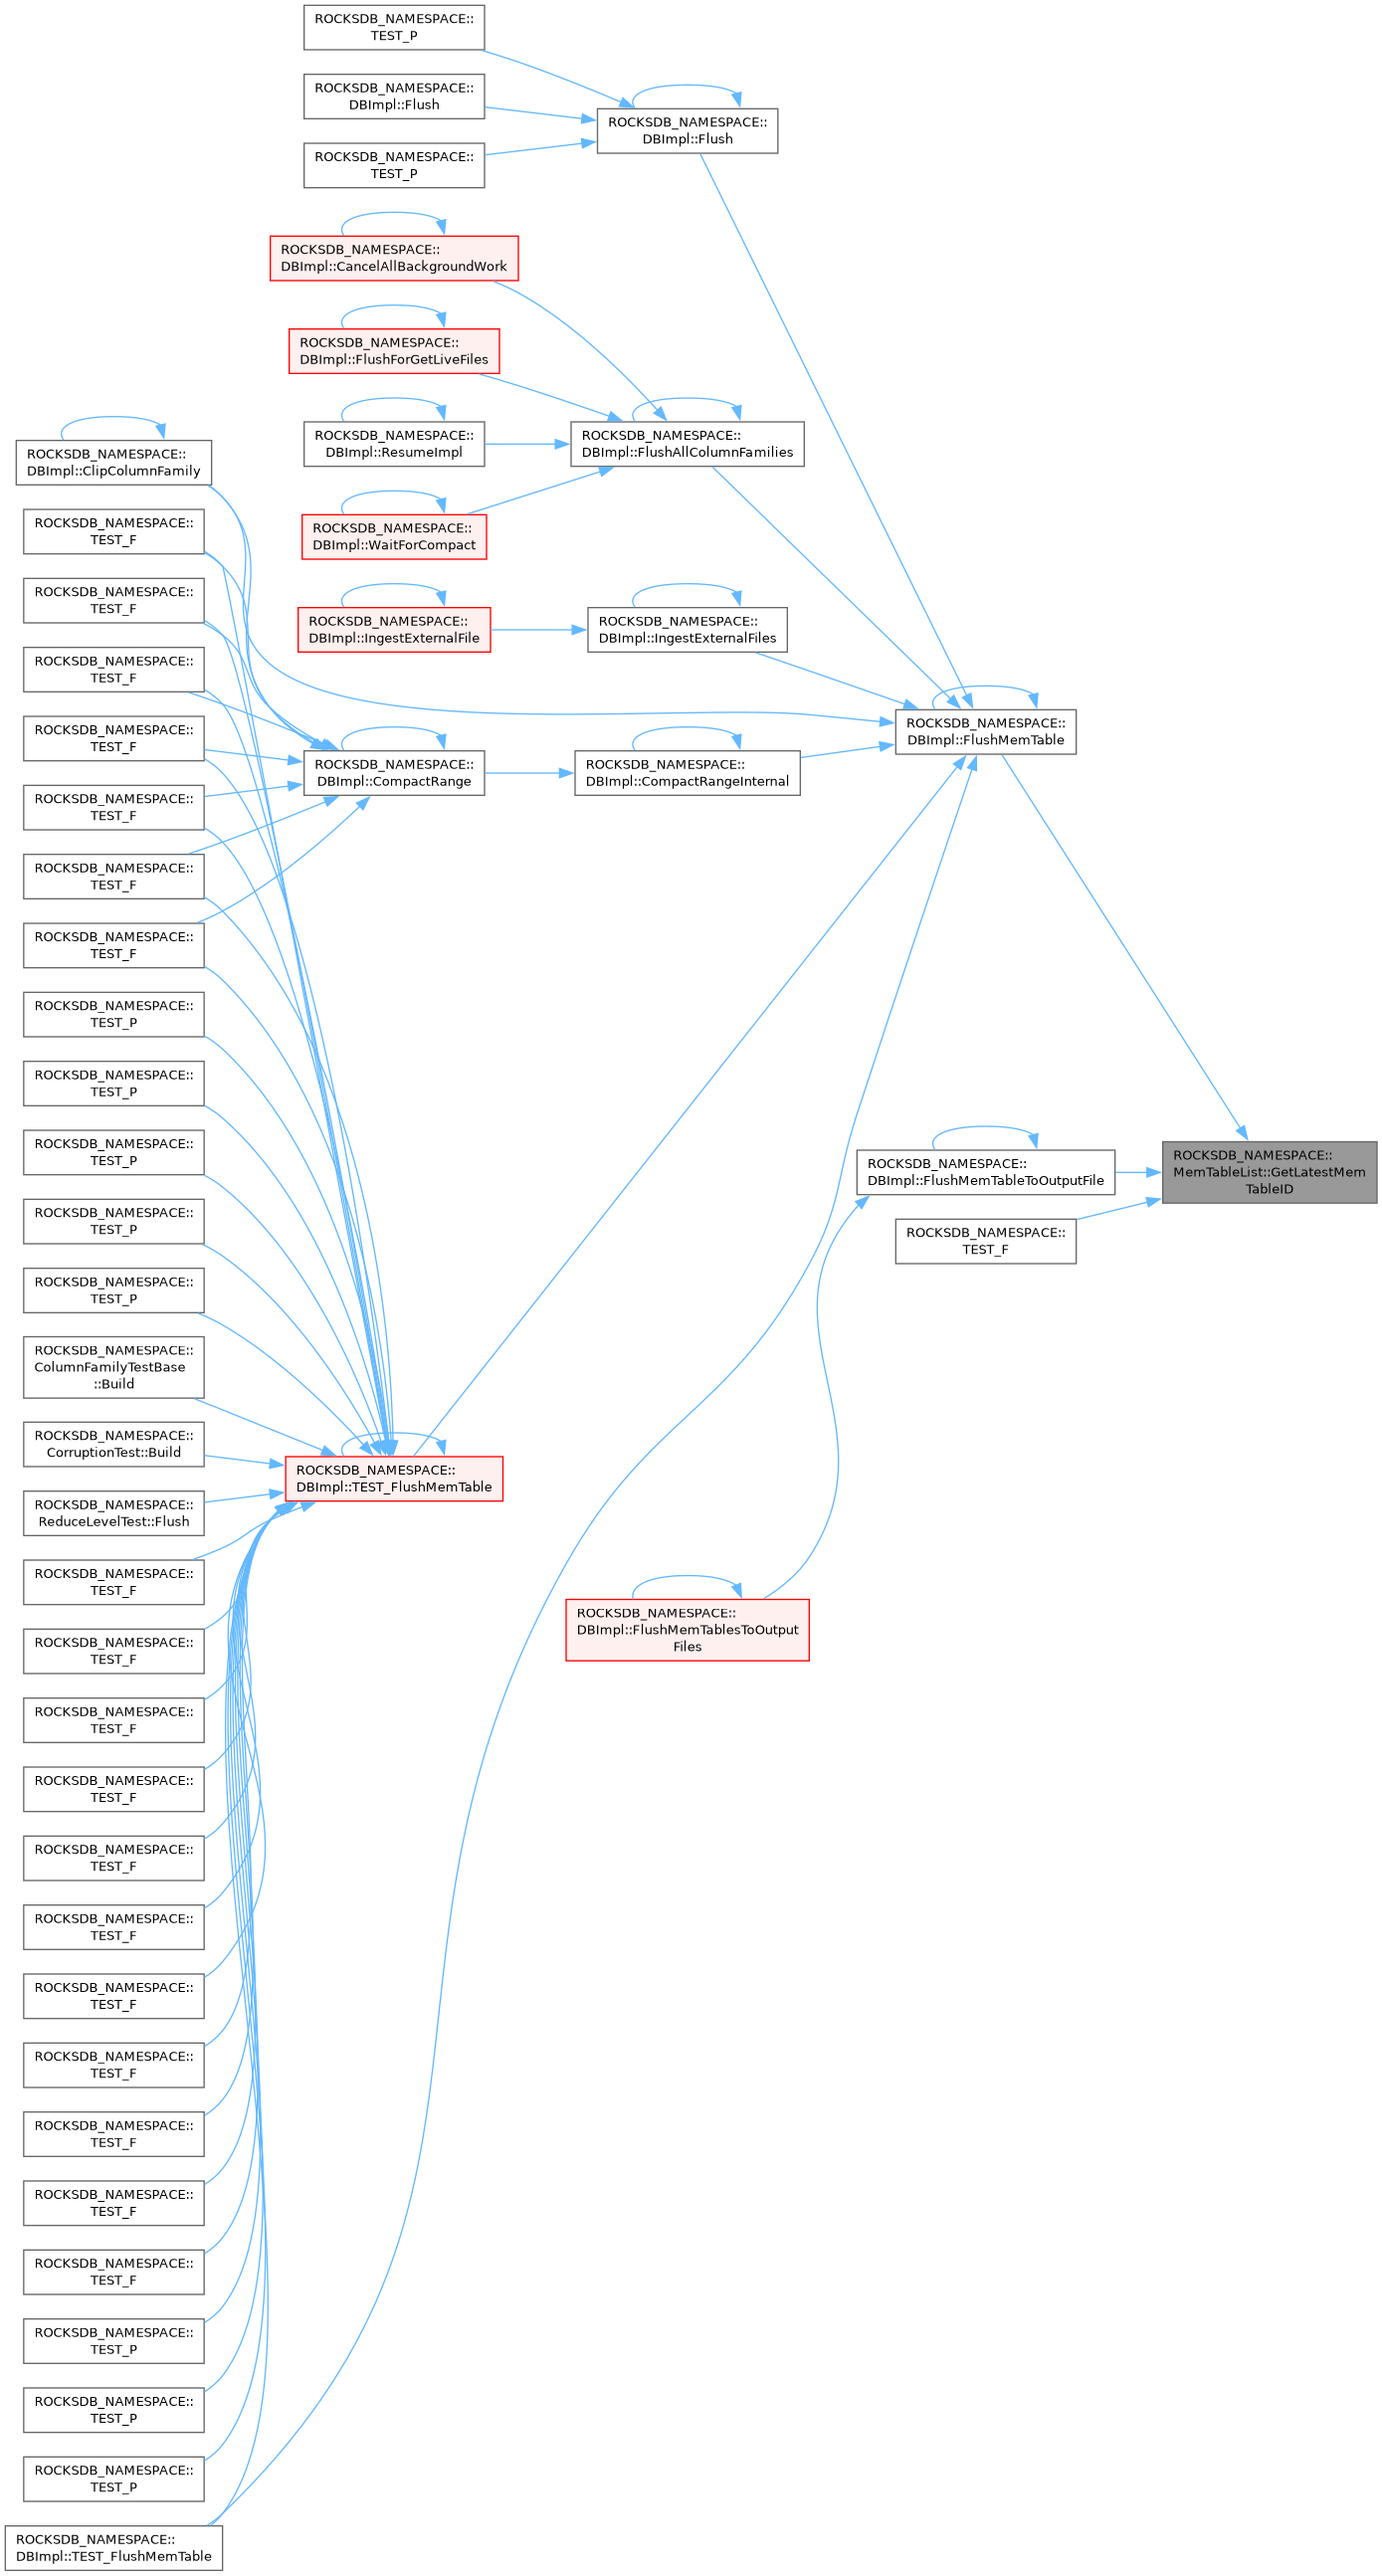 ROCKSDB_NAMESPACE::
TEST_P
ROCKSDB_NAMESPACE::
DBImpl::Flush
ROCKSDB_NAMESPACE::
TEST_P
ROCKSDB_NAMESPACE::
DBImpl::Flush
ROCKSDB_NAMESPACE::
DBImpl::CancelAllBackgroundWork
ROCKSDB_NAMESPACE::
DBImpl::FlushForGetLiveFiles
ROCKSDB_NAMESPACE::
DBImpl::ResumeImpl
ROCKSDB_NAMESPACE::
DBImpl::WaitForCompact
ROCKSDB_NAMESPACE::
DBImpl::FlushAllColumnFamilies
ROCKSDB_NAMESPACE::
DBImpl::IngestExternalFile
ROCKSDB_NAMESPACE::
DBImpl::IngestExternalFiles
ROCKSDB_NAMESPACE::
DBImpl::CompactRange
ROCKSDB_NAMESPACE::
DBImpl::CompactRangeInternal
ROCKSDB_NAMESPACE::
DBImpl::FlushMemTable
ROCKSDB_NAMESPACE::
DBImpl::FlushMemTableToOutputFile
ROCKSDB_NAMESPACE::
MemTableList::GetLatestMem
TableID
ROCKSDB_NAMESPACE::
TEST_F
ROCKSDB_NAMESPACE::
DBImpl::TEST_FlushMemTable
ROCKSDB_NAMESPACE::
DBImpl::FlushMemTablesToOutput
Files
ROCKSDB_NAMESPACE::
DBImpl::ClipColumnFamily
ROCKSDB_NAMESPACE::
TEST_F
ROCKSDB_NAMESPACE::
TEST_F
ROCKSDB_NAMESPACE::
TEST_F
ROCKSDB_NAMESPACE::
TEST_F
ROCKSDB_NAMESPACE::
TEST_F
ROCKSDB_NAMESPACE::
TEST_F
ROCKSDB_NAMESPACE::
TEST_F
ROCKSDB_NAMESPACE::
TEST_P
ROCKSDB_NAMESPACE::
TEST_P
ROCKSDB_NAMESPACE::
TEST_P
ROCKSDB_NAMESPACE::
TEST_P
ROCKSDB_NAMESPACE::
TEST_P
ROCKSDB_NAMESPACE::
ColumnFamilyTestBase
::Build
ROCKSDB_NAMESPACE::
CorruptionTest::Build
ROCKSDB_NAMESPACE::
ReduceLevelTest::Flush
ROCKSDB_NAMESPACE::
TEST_F
ROCKSDB_NAMESPACE::
TEST_F
ROCKSDB_NAMESPACE::
TEST_F
ROCKSDB_NAMESPACE::
TEST_F
ROCKSDB_NAMESPACE::
TEST_F
ROCKSDB_NAMESPACE::
TEST_F
ROCKSDB_NAMESPACE::
TEST_F
ROCKSDB_NAMESPACE::
TEST_F
ROCKSDB_NAMESPACE::
TEST_F
ROCKSDB_NAMESPACE::
TEST_F
ROCKSDB_NAMESPACE::
TEST_F
ROCKSDB_NAMESPACE::
TEST_P
ROCKSDB_NAMESPACE::
TEST_P
ROCKSDB_NAMESPACE::
TEST_P
ROCKSDB_NAMESPACE::
DBImpl::TEST_FlushMemTable